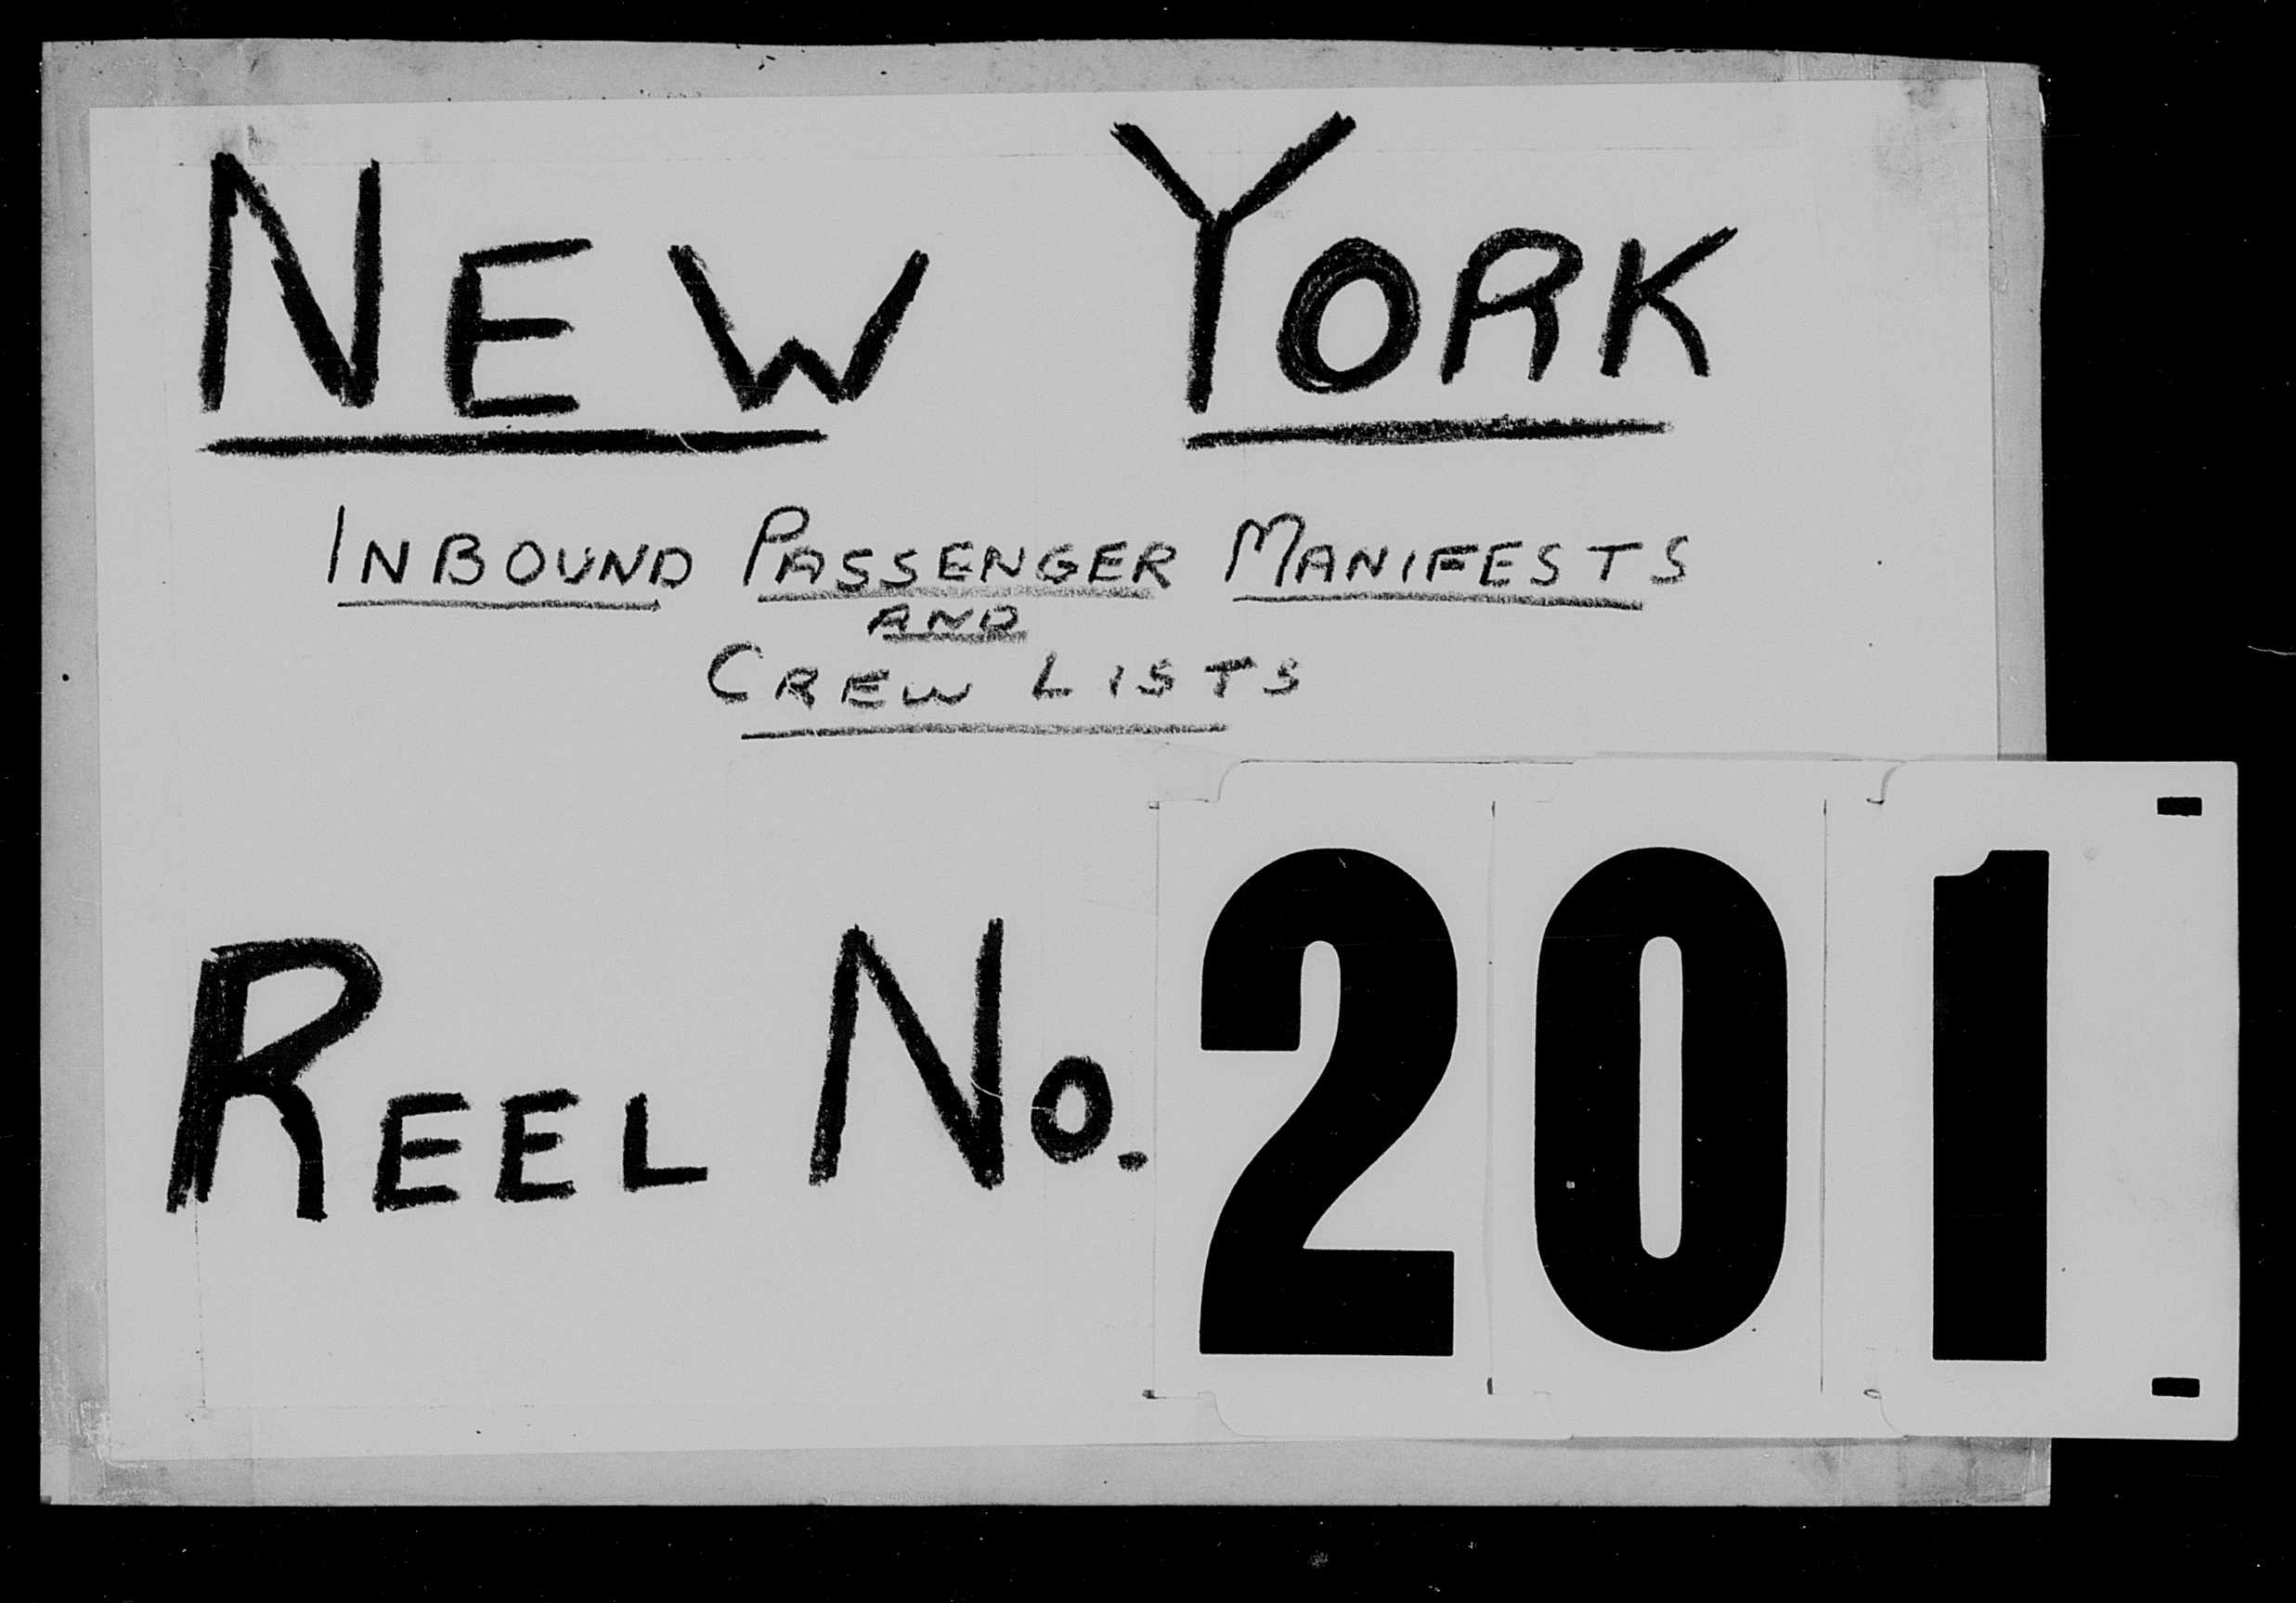 NEW YORK
INBOUND PASSENGER MANIFESTS
AND
CREW LISTS
REEL No. 201